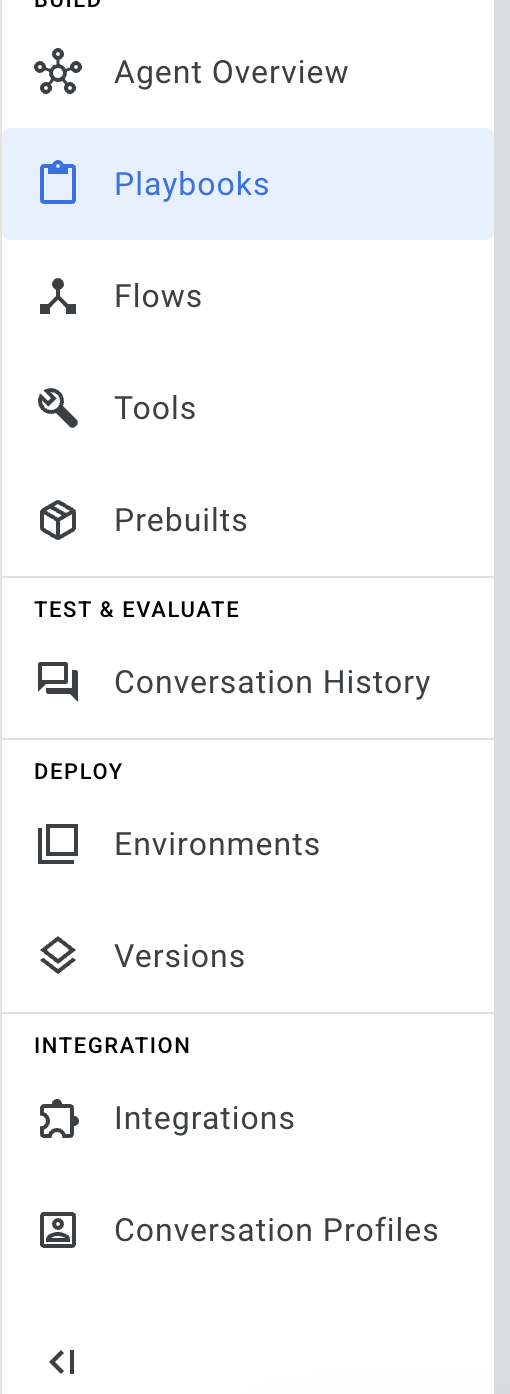 BUILD
Agent Overview
Playbooks
Flows
Tools
Prebuilts
TEST & EVALUATE
Conversation History
DEPLOY
Environments
Versions
INTEGRATION
Integrations
Conversation Profiles